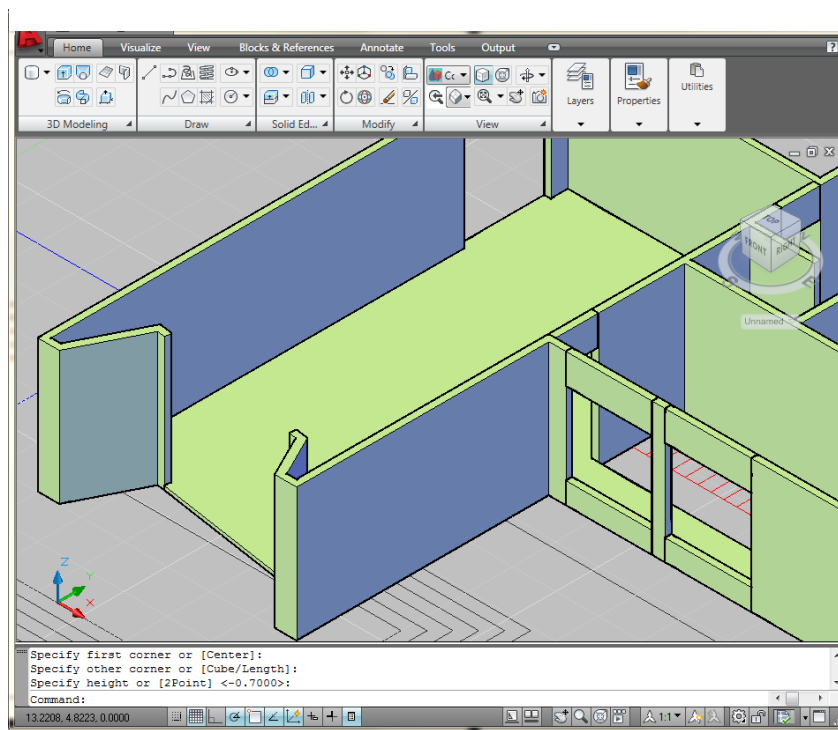 Home Visualize View Blocks & References Annotate Tools Output
Cc
Layers Properties Utilities
3D Modeling Draw Solid Ed... Modify View
TOP
FRONT RIGHT
Unnamed
Z
Y
X
Specify first corner or [Center]:
Specify other corner or [Cube/Length]:
Specify height or [2Point] <-0.7000>:
Command:
13.2208, 4.8223, 0.0000 1:1